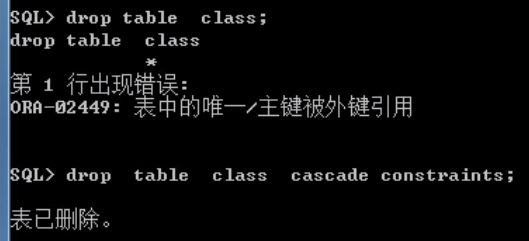 SQL> drop table  class;
drop table  class
*
第 1 行出现错误:
ORA-02449: 表中的唯一/主键被外键引用
SQL> drop  table  class  cascade constraints;
表已删除。